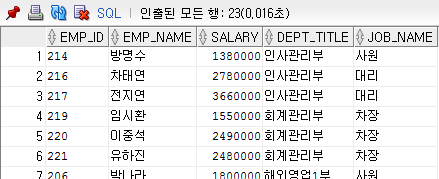 SQL | 인출된 모든 행: 23(0,016초)
EMP_ID EMP_NAME SALARY DEPT_TITLE JOB_NAME
1 214 방명수 1380000 인사관리부 사원
2 216 차태연 2780000 인사관리부 대리
3 217 전지연 3660000 인사관리부 대리
4 219 임시환 1550000 회계관리부 차장
5 220 이중석 2490000 회계관리부 차장
6 221 유하진 2480000 회계관리부 차장
7 206 박나라 1800000 해외영업1부 사원